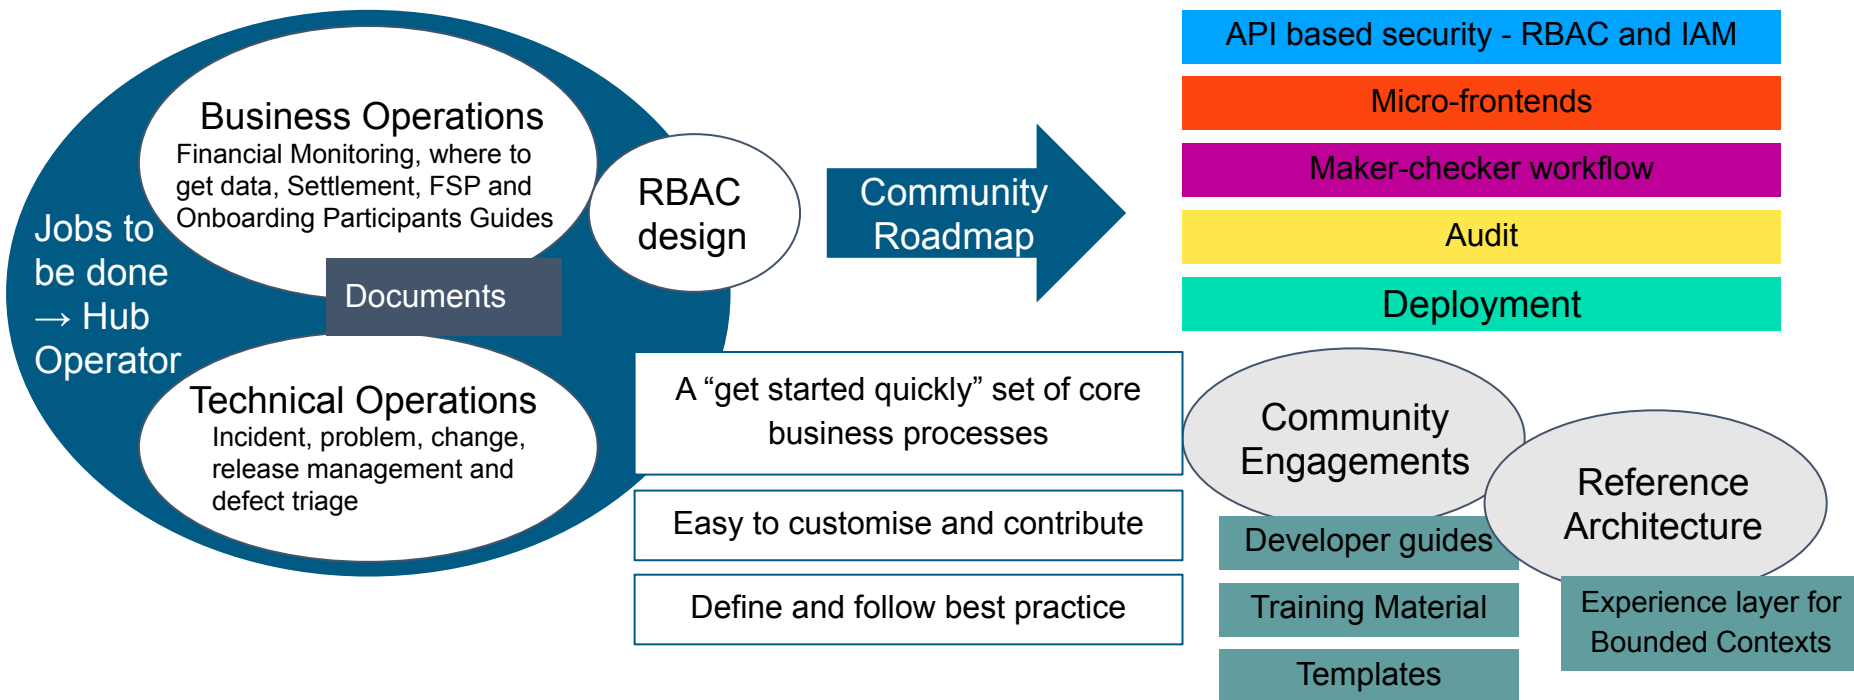 Jobs to
be done
→ Hub
Operator
Business Operations
Financial Monitoring, where to
get data, Settlement, FSP and
Onboarding Participants Guides
Documents
Technical Operations
Incident, problem, change,
release management and
defect triage
RBAC
design
Community
Roadmap
API based security - RBAC and IAM
Micro-frontends
Maker-checker workflow
Audit
Deployment
A “get started quickly” set of core
business processes
Easy to customise and contribute
Define and follow best practice
Community
Engagements
Developer guides
Training Material
Templates
Reference
Architecture
Experience layer for
Bounded Contexts